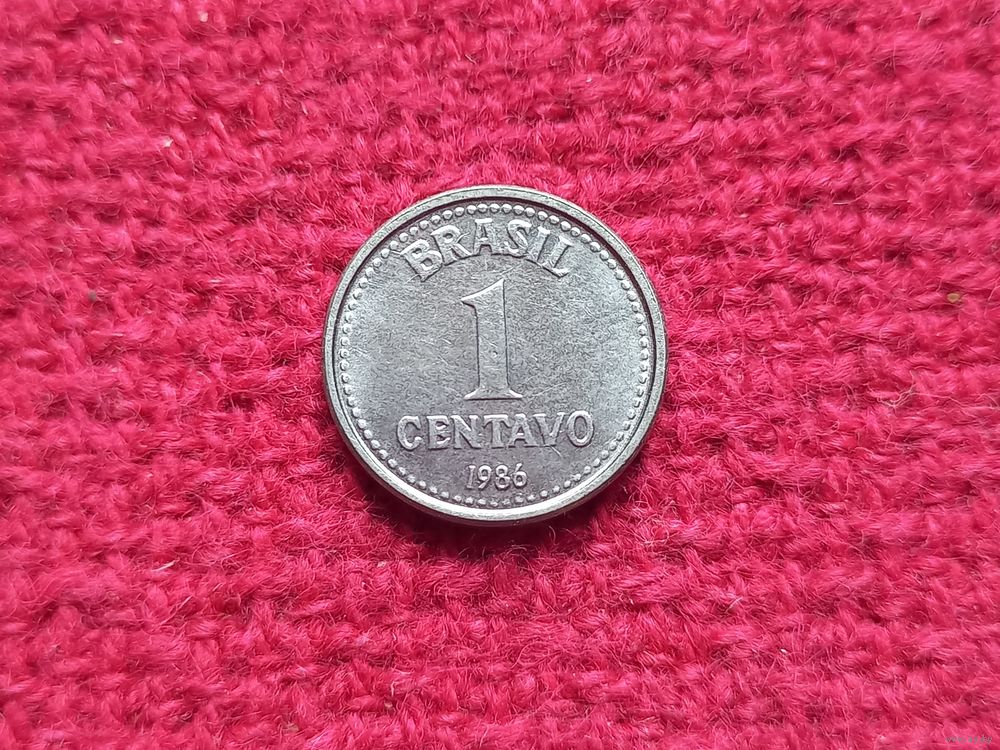 BRASIL
1
CENTAVO
1986